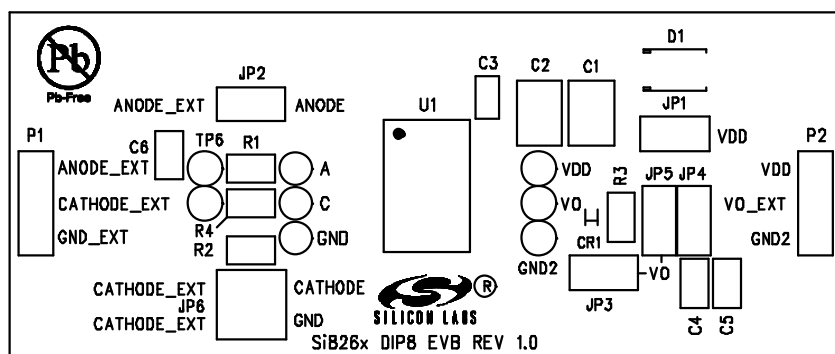 Pb
Pb-Free
JP2
ANODE_EXT
ANODE
C3
C2
C1
D1
JP1
VDD
U1
P1
C6
TP6
R1
ANODE_EXT
A
CATHODE_EXT
C
R4
GND_EXT
R2
GND
VDD
VO
GND2
R3
CR1
JP5
JP4
P2
VDD
VO_EXT
GND2
VO
JP3
C4
C5
CATHODE_EXT
CATHODE
JP6
CATHODE_EXT
GND
®
SILICON LABS
Si826x DIP8 EVB REV 1.0